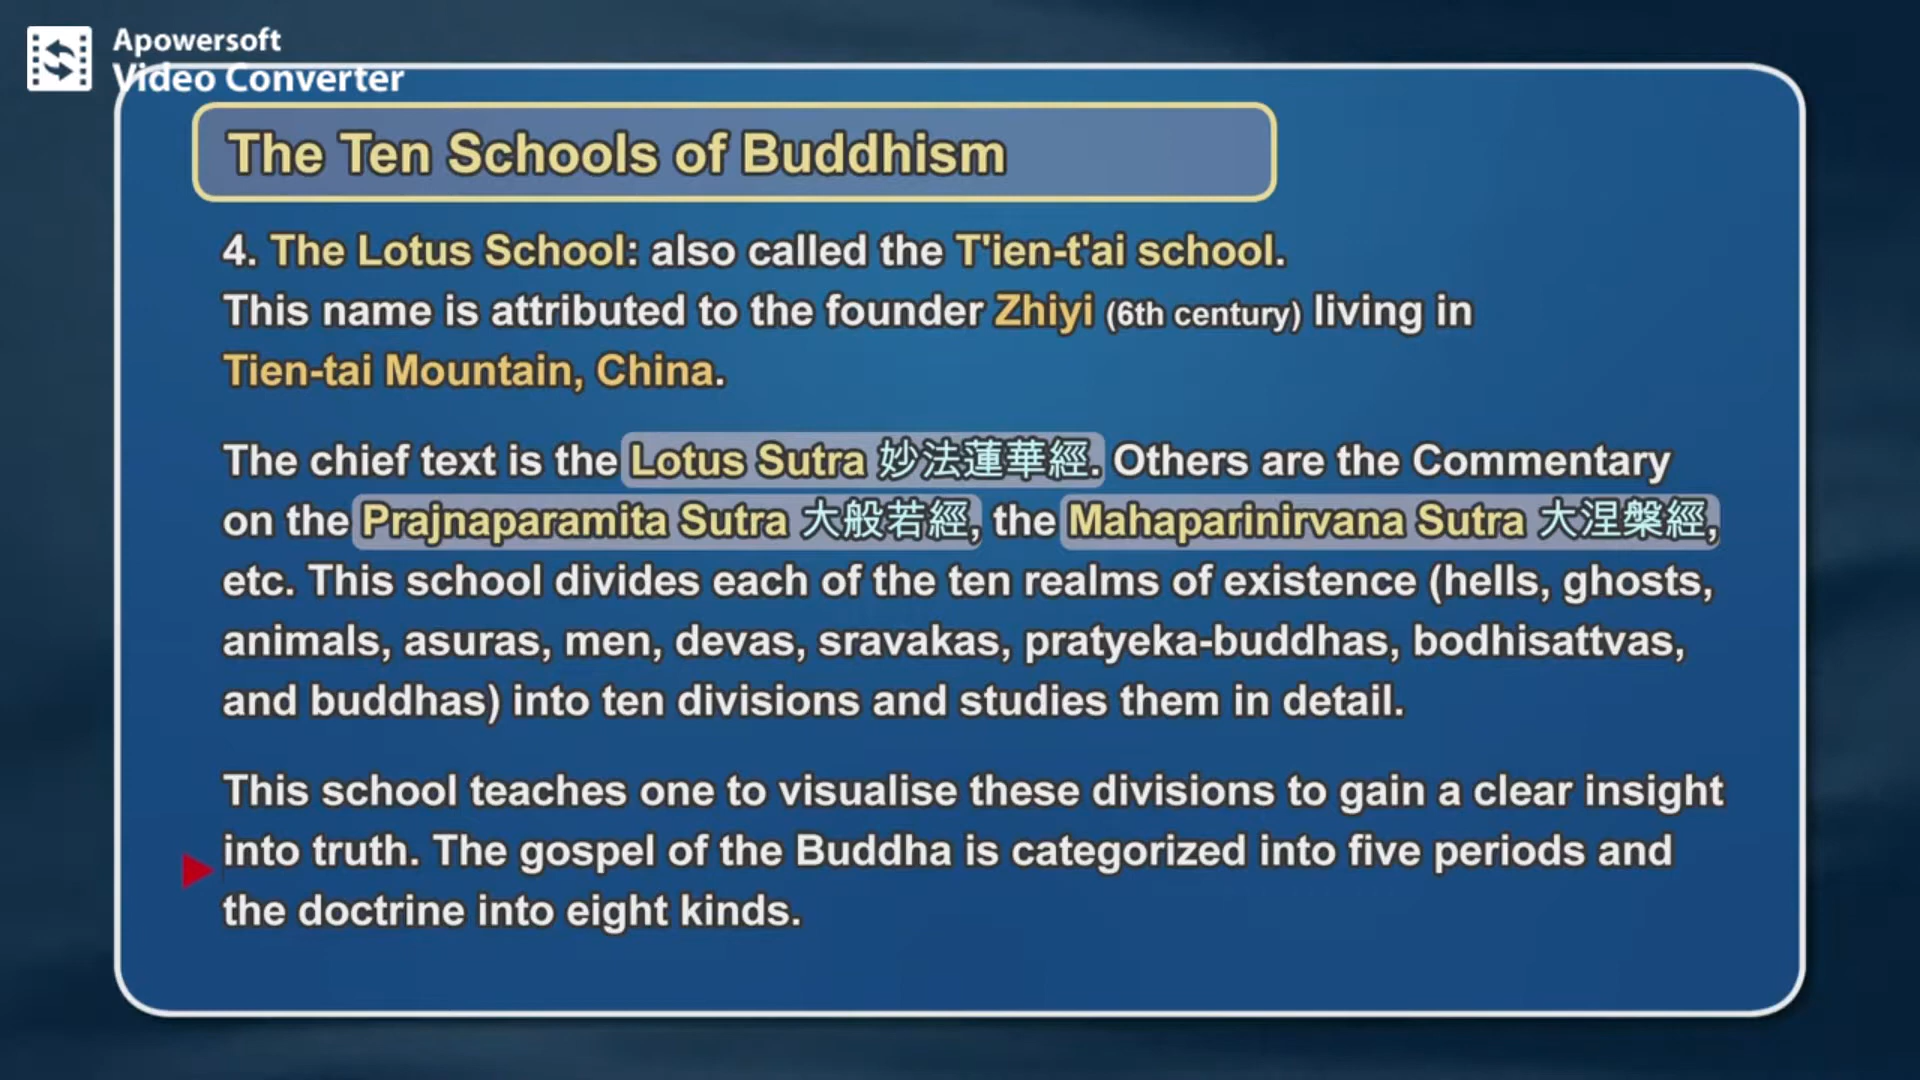 Apowersoft
Video Converter
The Ten Schools of Buddhism
4. The Lotus School: also called the T'ien-t'ai school.
This name is attributed to the founder Zhiyi (6th century) living in
Tien-tai Mountain, China.
The chief text is the Lotus Sutra 妙法蓮華經. Others are the Commentary
on the Prajnaparamita Sutra 大般若經, the Mahaparinirvana Sutra 大涅槃經,
etc. This school divides each of the ten realms of existence (hells, ghosts,
animals, asuras, men, devas, sravakas, pratyeka-buddhas, bodhisattvas,
and buddhas) into ten divisions and studies them in detail.
This school teaches one to visualise these divisions to gain a clear insight
into truth. The gospel of the Buddha is categorized into five periods and
the doctrine into eight kinds.